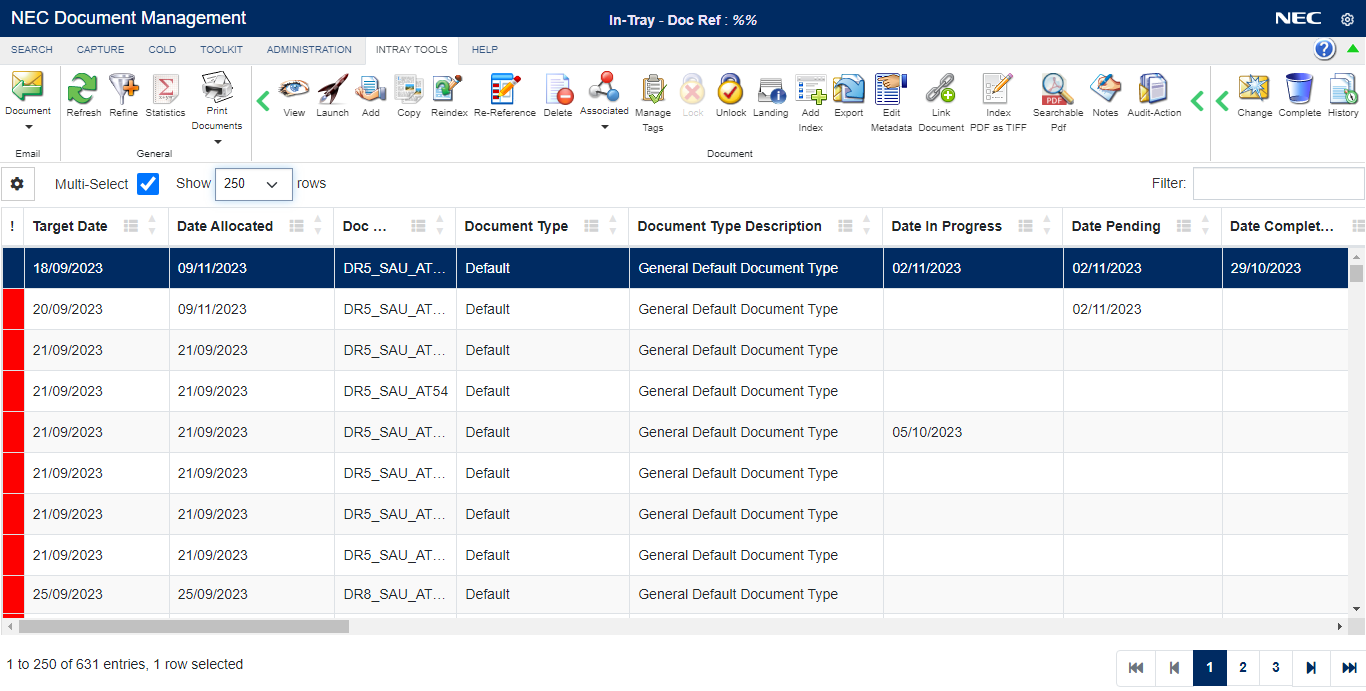 NEC Document Management
In-Tray - Doc Ref : %%
NEC
SEARCH CAPTURE COLD TOOLKIT ADMINISTRATION INTRAY TOOLS HELP
?
Document Refresh Refine Statistics Print Documents View Launch Add Copy Reindex Re-Reference Delete Associated Manage Tags Lock Unlock Landing Add Index Export Edit Metadata Link Document Index PDF as TIFF PDF Searchable Pdf Notes Audit-Action Change Complete History
Email General Document
Multi-Select Show 250 rows Filter:
! Target Date Date Allocated Doc ... Document Type Document Type Description Date In Progress Date Pending Date Complet...
18/09/2023 09/11/2023 DR5_SAU_AT... Default General Default Document Type 02/11/2023 02/11/2023 29/10/2023
20/09/2023 09/11/2023 DR5_SAU_AT... Default General Default Document Type 02/11/2023
21/09/2023 21/09/2023 DR5_SAU_AT... Default General Default Document Type
21/09/2023 21/09/2023 DR5_SAU_AT54 Default General Default Document Type
21/09/2023 21/09/2023 DR5_SAU_AT... Default General Default Document Type 05/10/2023
21/09/2023 21/09/2023 DR5_SAU_AT... Default General Default Document Type
21/09/2023 21/09/2023 DR5_SAU_AT... Default General Default Document Type
21/09/2023 21/09/2023 DR5_SAU_AT... Default General Default Document Type
25/09/2023 25/09/2023 DR8_SAU_AT... Default General Default Document Type
1 to 250 of 631 entries, 1 row selected
1 2 3